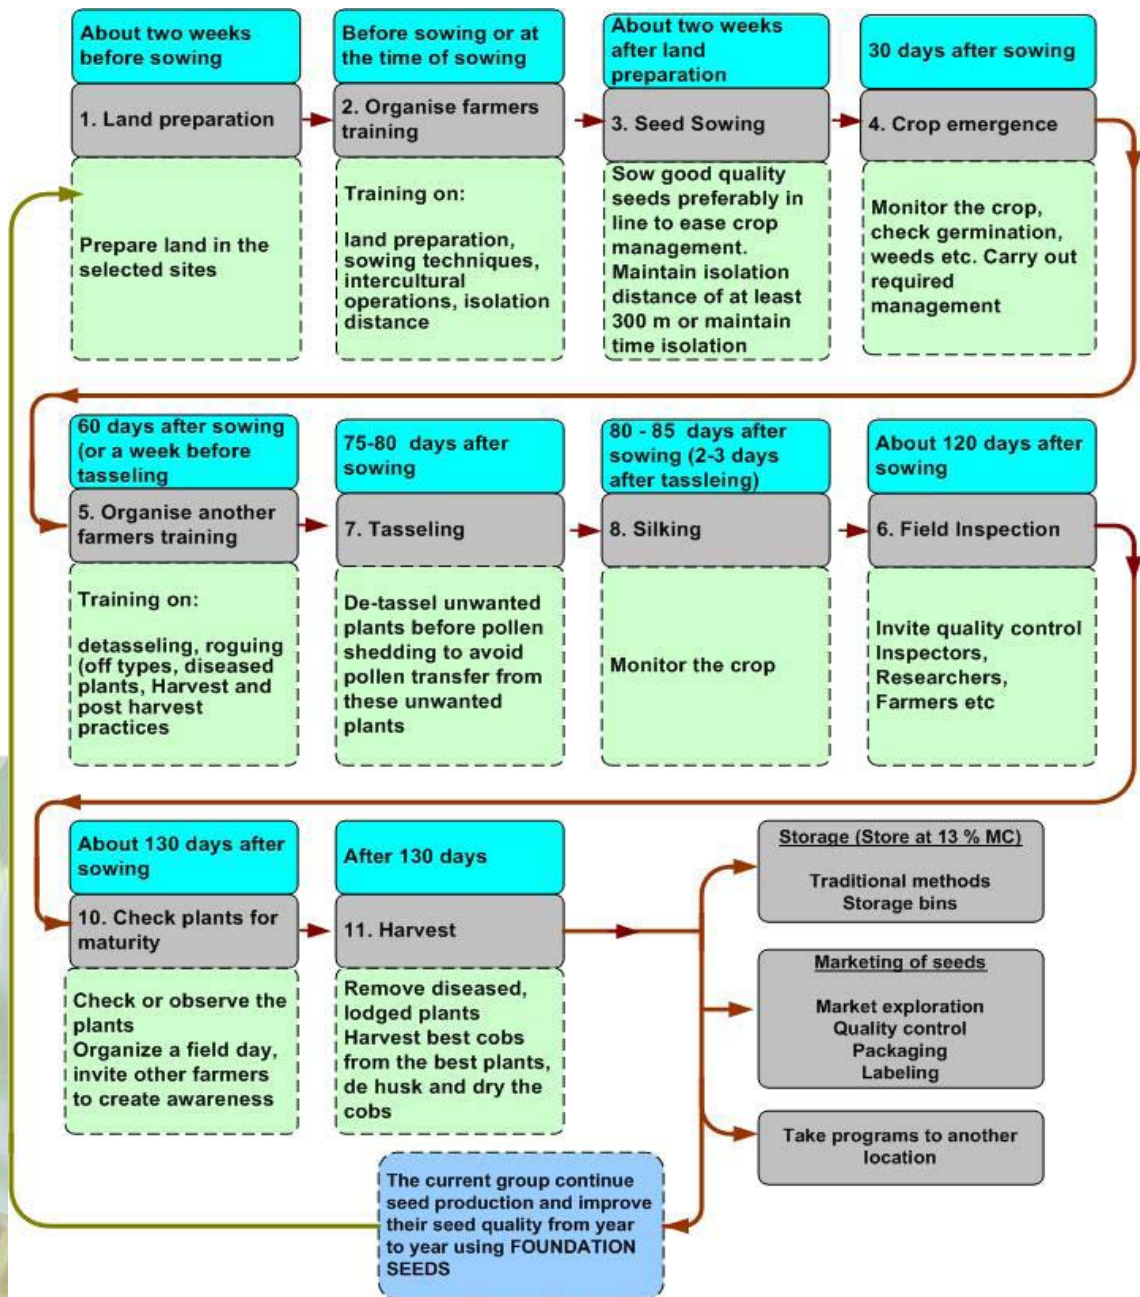 About two weeks
before sowing
1. Land preparation
Prepare land in the
selected sites
Before sowing or at
the time of sowing
2. Organise farmers
training
Training on:
land preparation,
sowing techniques,
intercultural
operations, isolation
distance
About two weeks
after land
preparation
3. Seed Sowing
Sow good quality
seeds preferably in
line to ease crop
management.
Maintain isolation
distance of at least
300 m or maintain
time isolation
30 days after sowing
4. Crop emergence
Monitor the crop,
check germination,
weeds etc. Carry out
required
management
60 days after sowing
(or a week before
tasseling
5. Organise another
farmers training
Training on:
detasseling, roguing
(off types, diseased
plants, Harvest and
post harvest
practices
75-80 days after
sowing
7. Tasseling
De-tassel unwanted
plants before pollen
shedding to avoid
pollen transfer from
these unwanted
plants
80 - 85 days after
sowing (2-3 days
after tassleing)
8. Silking
Monitor the crop
About 120 days after
sowing
6. Field Inspection
Invite quality control
Inspectors,
Researchers,
Farmers etc
About 130 days after
sowing
10. Check plants for
maturity
Check or observe the
plants
Organize a field day,
invite other farmers
to create awareness
After 130 days
11. Harvest
Remove diseased,
lodged plants
Harvest best cobs
from the best plants,
de husk and dry the
cobs
Storage (Store at 13 % MC)
Traditional methods
Storage bins
Marketing of seeds
Market exploration
Quality control
Packaging
Labeling
Take programs to another
location
The current group continue
seed production and improve
their seed quality from year
to year using FOUNDATION
SEEDS